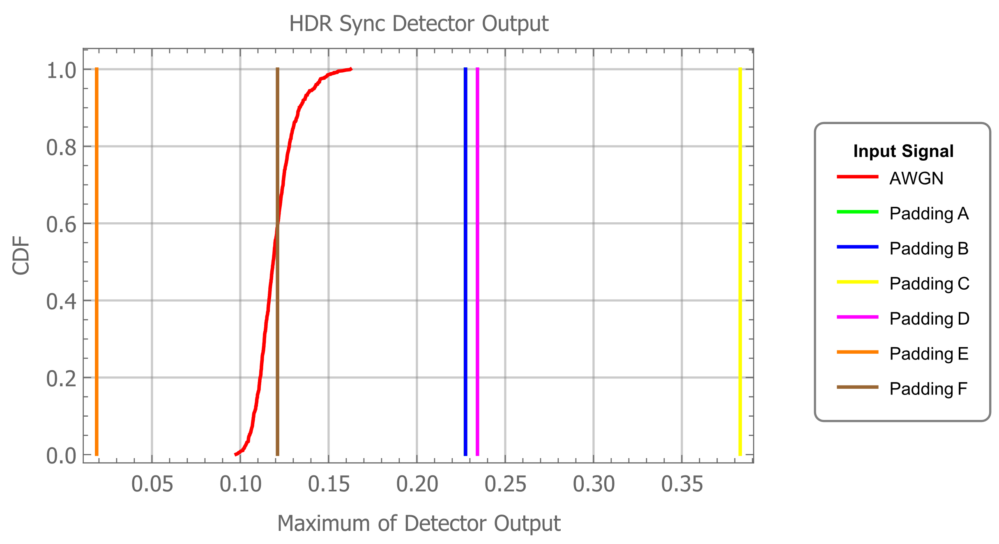 HDR Sync Detector Output
1.0
0.8
0.6
0.4
0.2
0.0
CDF
0.05 0.10 0.15 0.20 0.25 0.30 0.35
Maximum of Detector Output
Input Signal
AWGN
Padding A
Padding B
Padding C
Padding D
Padding E
Padding F